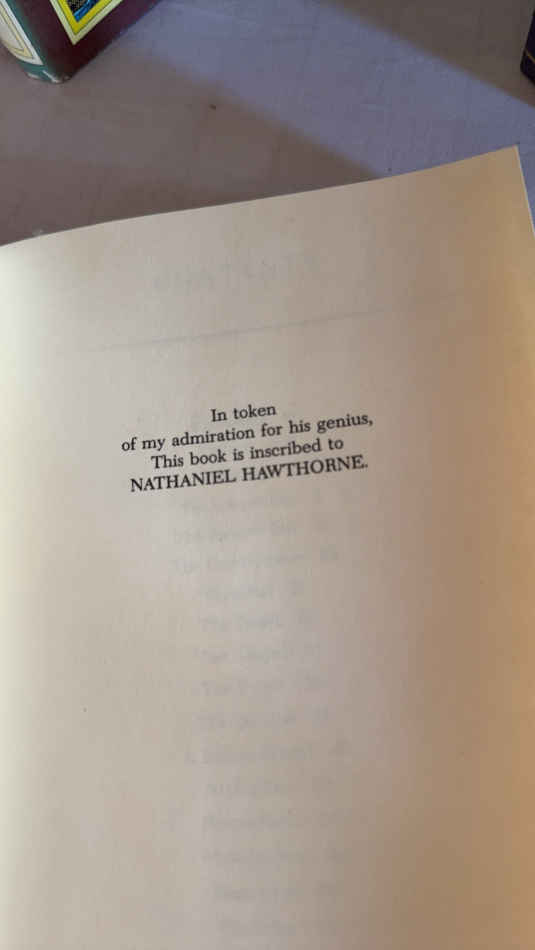 In token
of my admiration for his genius,
This book is inscribed to
NATHANIEL HAWTHORNE.